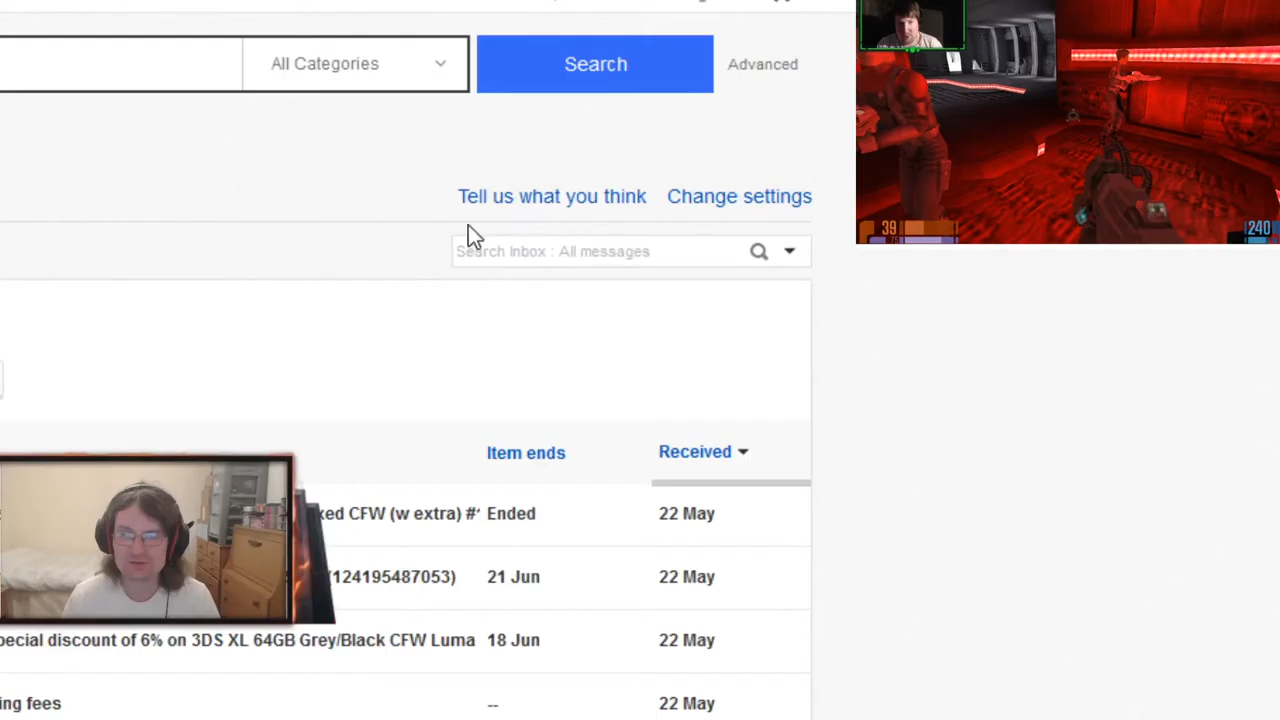 All Categories
Search
Advanced
Tell us what you think
Change settings
Search Inbox : All messages
Item ends
Received
ked CFW (w extra) #
Ended
22 May
(124195487053)
21 Jun
22 May
pecial discount of 6% on 3DS XL 64GB Grey/Black CFW Luma
18 Jun
22 May
ing fees
--
22 May
39
240